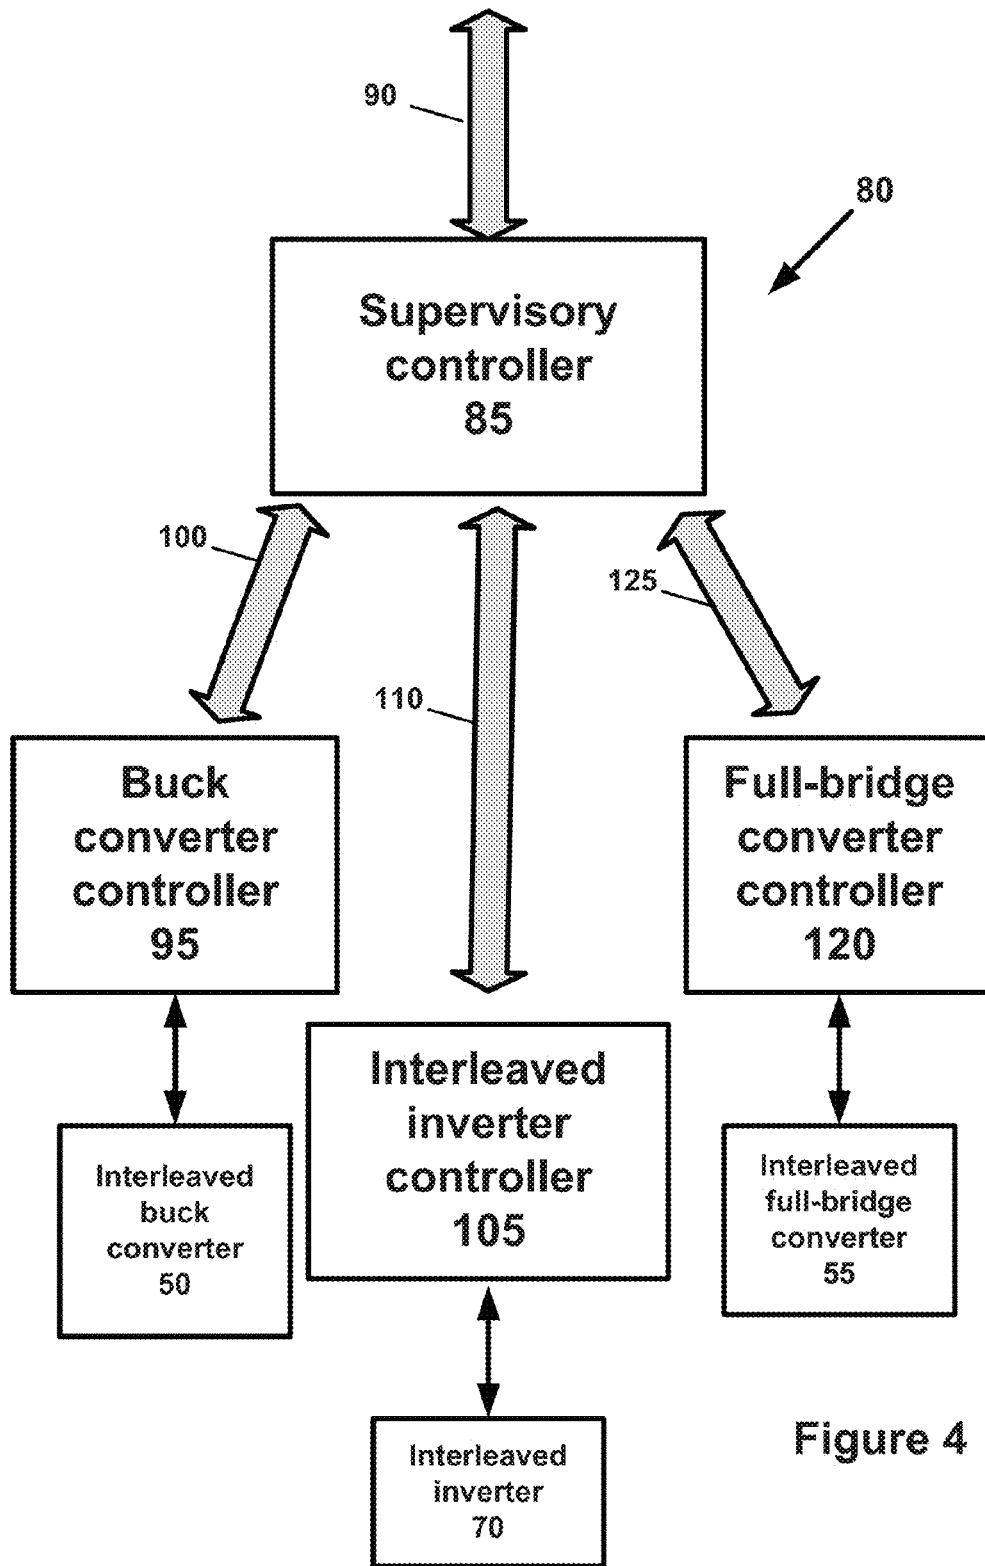 90
80
Supervisory
controller
85
100
125
110
Buck
converter
controller
95
Full-bridge
converter
controller
120
Interleaved
inverter
controller
105
Interleaved
buck
converter
50
Interleaved
full-bridge
converter
55
Interleaved
inverter
70
Figure 4